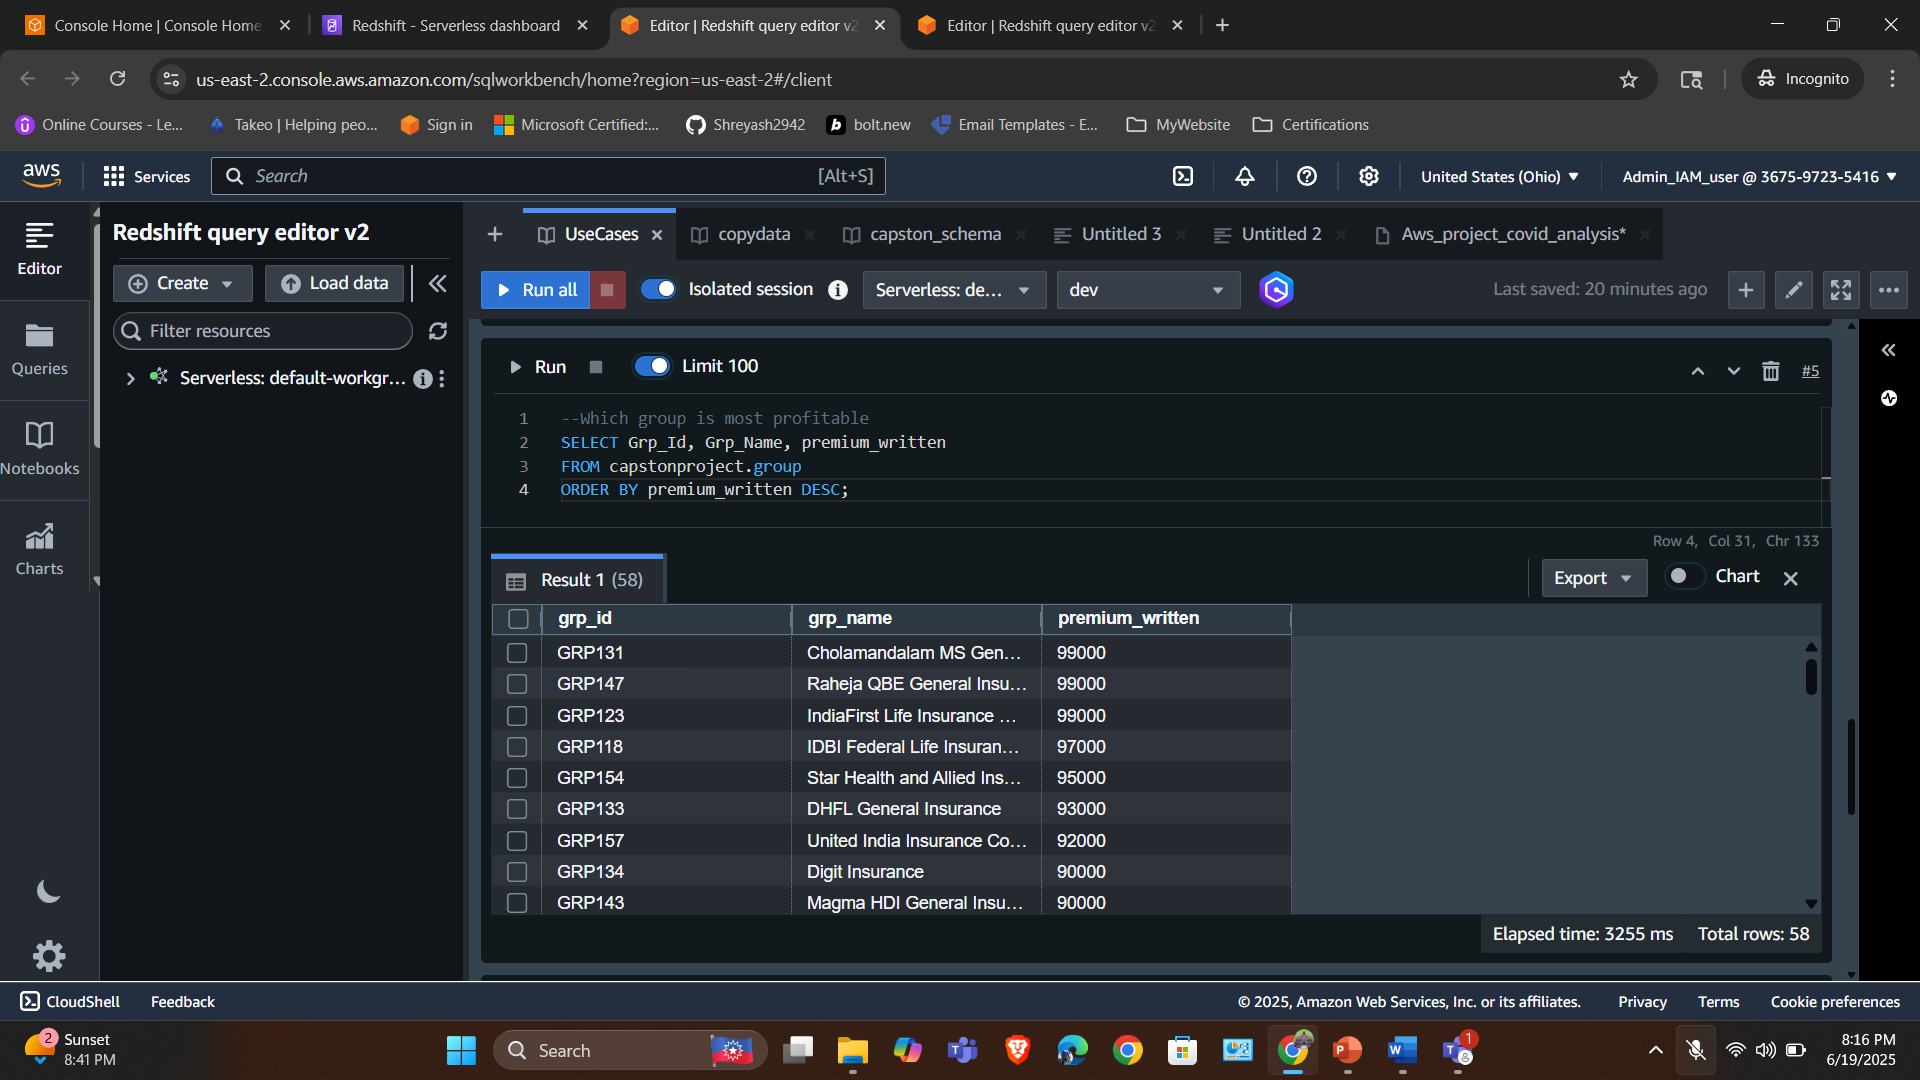 Console Home | Console Home
Redshift - Serverless dashboard
Editor | Redshift query editor v2
Editor | Redshift query editor v2
us-east-2.console.aws.amazon.com/sqlworkbench/home?region=us-east-2#/client
Incognito
Online Courses - Le...
Takeo | Helping peo...
Sign in
Microsoft Certified:...
Shreyash2942
bolt.new
Email Templates - E...
MyWebsite
Certifications
aws
Services
Search
[Alt+S]
United States (Ohio)
Admin_IAM_user @ 3675-9723-5416
Editor
Queries
Notebooks
Charts
Redshift query editor v2
Create
Load data
Filter resources
Serverless: default-workgr...
UseCases
copydata
capston_schema
Untitled 3
Untitled 2
Aws_project_covid_analysis*
Run all
Isolated session
Serverless: de...
dev
Last saved: 20 minutes ago
Run
Limit 100
#5
1 --Which group is most profitable
2 SELECT Grp_Id, Grp_Name, premium_written
3 FROM capstonproject.group
4 ORDER BY premium_written DESC;
Row 4, Col 31, Chr 133
Result 1 (58)
Export
Chart
grp_id grp_name premium_written
GRP131 Cholamandalam MS Gen... 99000
GRP147 Raheja QBE General Insu... 99000
GRP123 IndiaFirst Life Insurance ... 99000
GRP118 IDBI Federal Life Insuran... 97000
GRP154 Star Health and Allied Ins... 95000
GRP133 DHFL General Insurance 93000
GRP157 United India Insurance Co... 92000
GRP134 Digit Insurance 90000
GRP143 Magma HDI General Insu... 90000
Elapsed time: 3255 ms Total rows: 58
CloudShell
Feedback
© 2025, Amazon Web Services, Inc. or its affiliates.
Privacy
Terms
Cookie preferences
2
Sunset
8:41 PM
Search
1
8:16 PM
6/19/2025